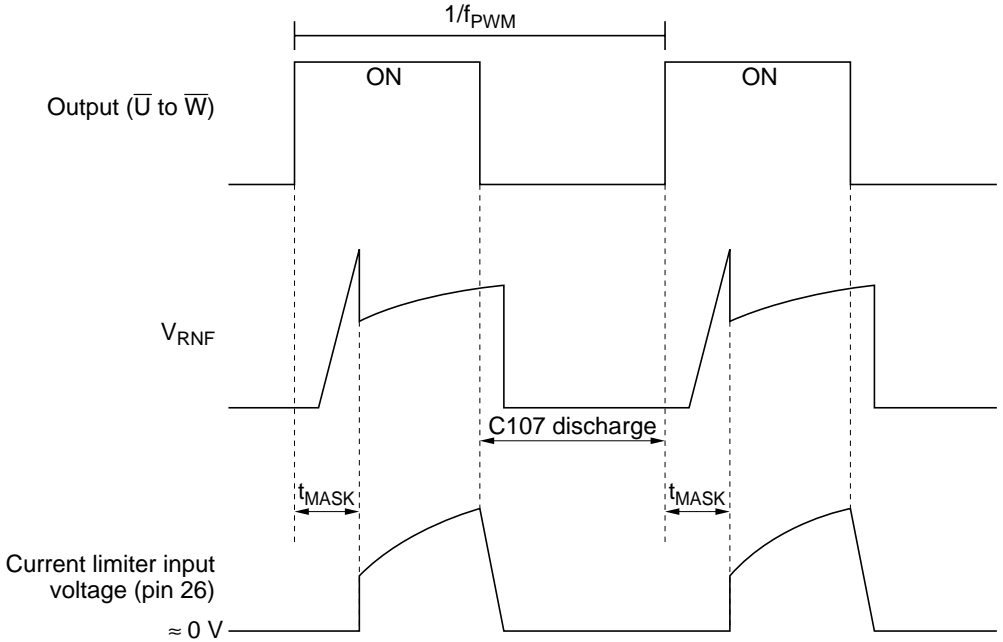 1/fPWM
ON
ON
Output (U̅ to W̅)
VRNF
C107 discharge
tMASK
tMASK
Current limiter input
voltage (pin 26)
≈ 0 V